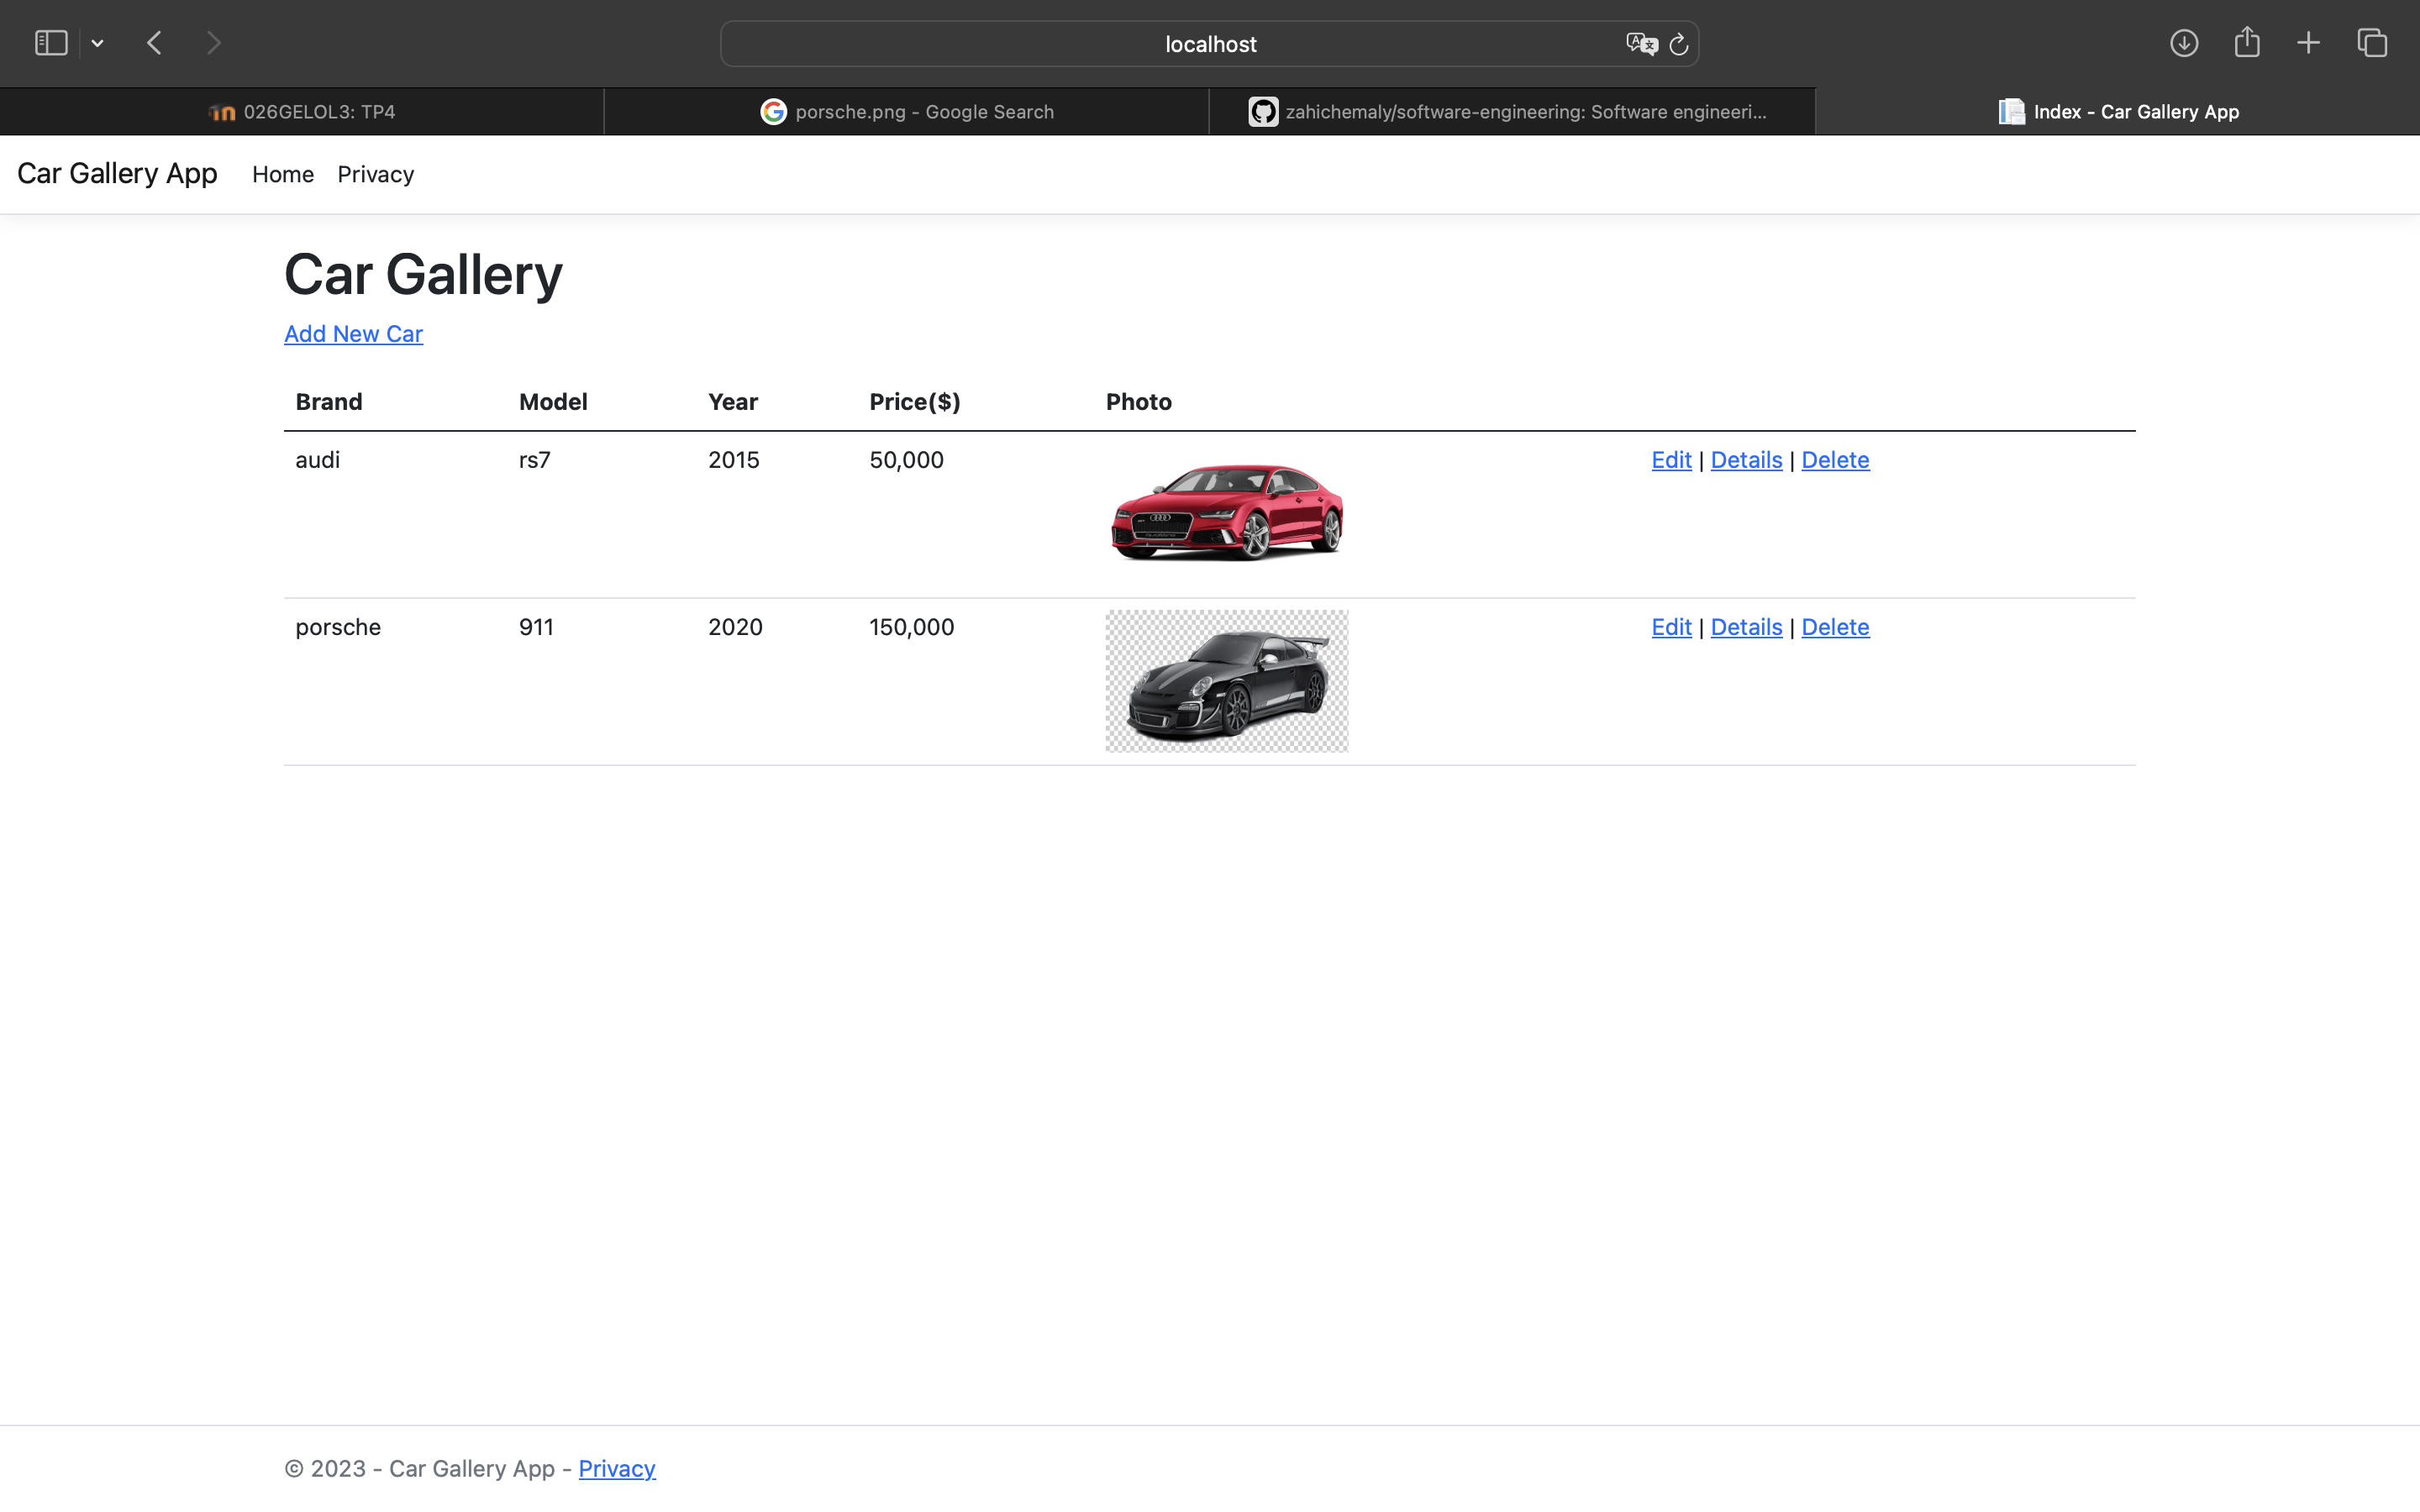 localhost
026GELOL3: TP4
porsche.png - Google Search
zahichemaly/software-engineering: Software engineeri...
Index - Car Gallery App
Car Gallery App Home Privacy
Car Gallery
Add New Car
Brand Model Year Price($) Photo
audi rs7 2015 50,000 Edit | Details | Delete
porsche 911 2020 150,000 Edit | Details | Delete
© 2023 - Car Gallery App - Privacy